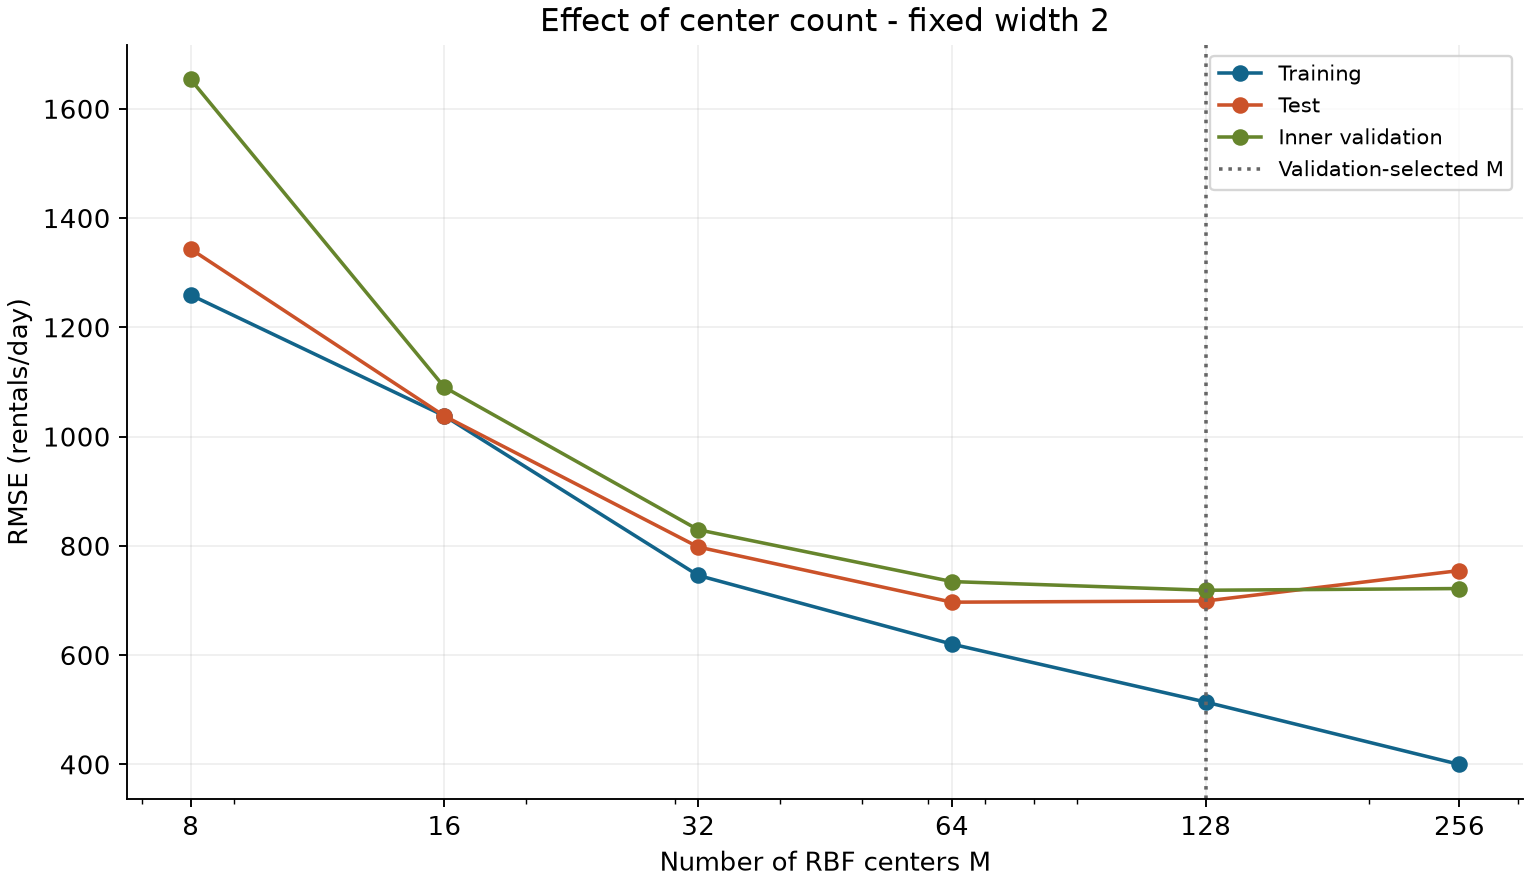 Effect of center count - fixed width 2
Training
Test
Inner validation
Validation-selected M
RMSE (rentals/day)
1600
1400
1200
1000
800
600
400
8 16 32 64 128 256
Number of RBF centers M